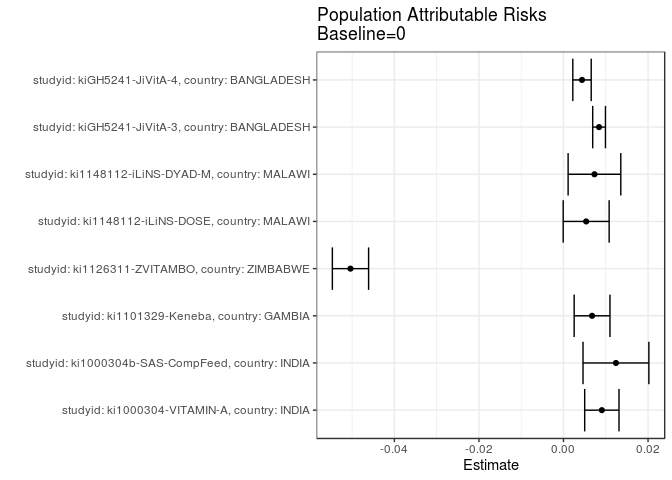 Population Attributable Risks
Baseline=0
studyid: kiGH5241-JiVitA-4, country: BANGLADESH
studyid: kiGH5241-JiVitA-3, country: BANGLADESH
studyid: ki1148112-iLiNS-DYAD-M, country: MALAWI
studyid: ki1148112-iLiNS-DOSE, country: MALAWI
studyid: ki1126311-ZVITAMBO, country: ZIMBABWE
studyid: ki1101329-Keneba, country: GAMBIA
studyid: ki1000304b-SAS-CompFeed, country: INDIA
studyid: ki1000304-VITAMIN-A, country: INDIA
-0.04 -0.02 0.00 0.02
Estimate